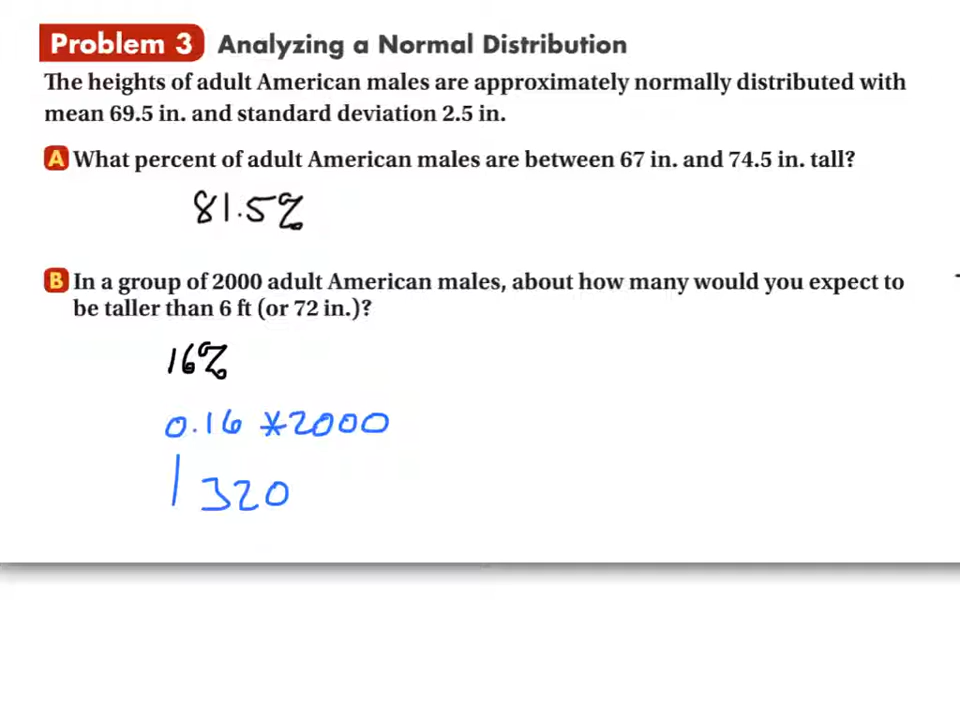 Problem 3 Analyzing a Normal Distribution
The heights of adult American males are approximately normally distributed with
mean 69.5 in. and standard deviation 2.5 in.
A What percent of adult American males are between 67 in. and 74.5 in. tall?
81.5%
B In a group of 2000 adult American males, about how many would you expect to
be taller than 6 ft (or 72 in.)?
16%
0.16 *2000
| 320